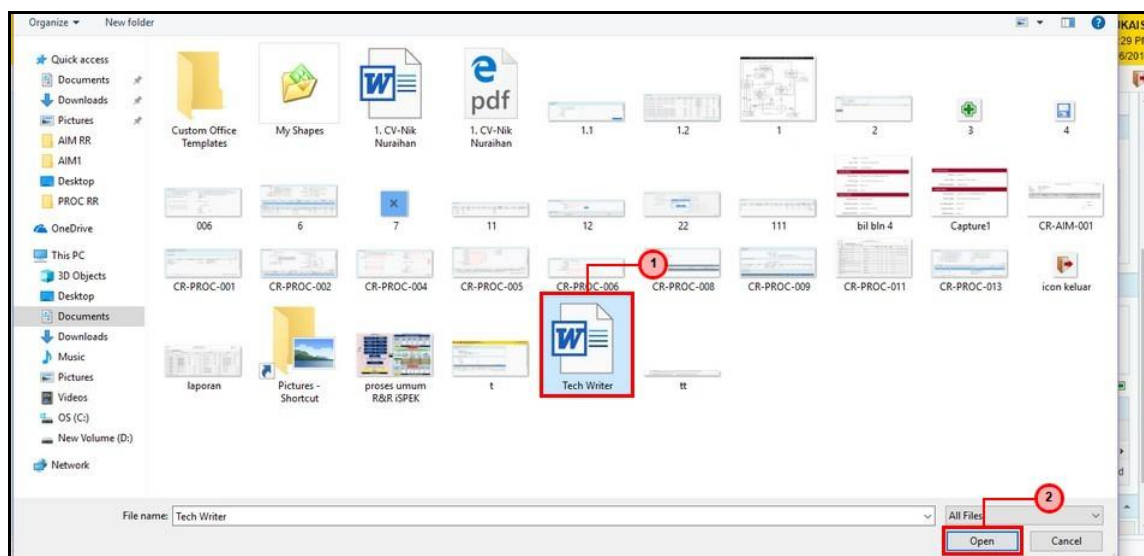 Organize New folder
IKAIS
:29 PM
6/201
Quick access
Documents
Downloads
Pictures
AIM RR
AIM1
Desktop
PROC RR
OneDrive
This PC
3D Objects
Desktop
Documents
Downloads
Music
Pictures
Videos
OS (C:)
New Volume (D:)
Network
W
e
pdf
Custom Office
Templates
My Shapes
1. CV-Nik
Nuraihan
1. CV-Nik
Nuraihan
1.1
1.2
1
2
3
4
006
6
7
11
12
22
111
bil bln 4
Capture1
CR-AIM-001
CR-PROC-001
CR-PROC-002
CR-PROC-004
CR-PROC-005
CR-PROC-006
CR-PROC-008
CR-PROC-009
CR-PROC-011
CR-PROC-013
icon keluar
1
W
laporan
Pictures -
Shortcut
proses umum
R&R iSPEK
t
Tech Writer
tt
2
File name: Tech Writer
All Files
Open Cancel